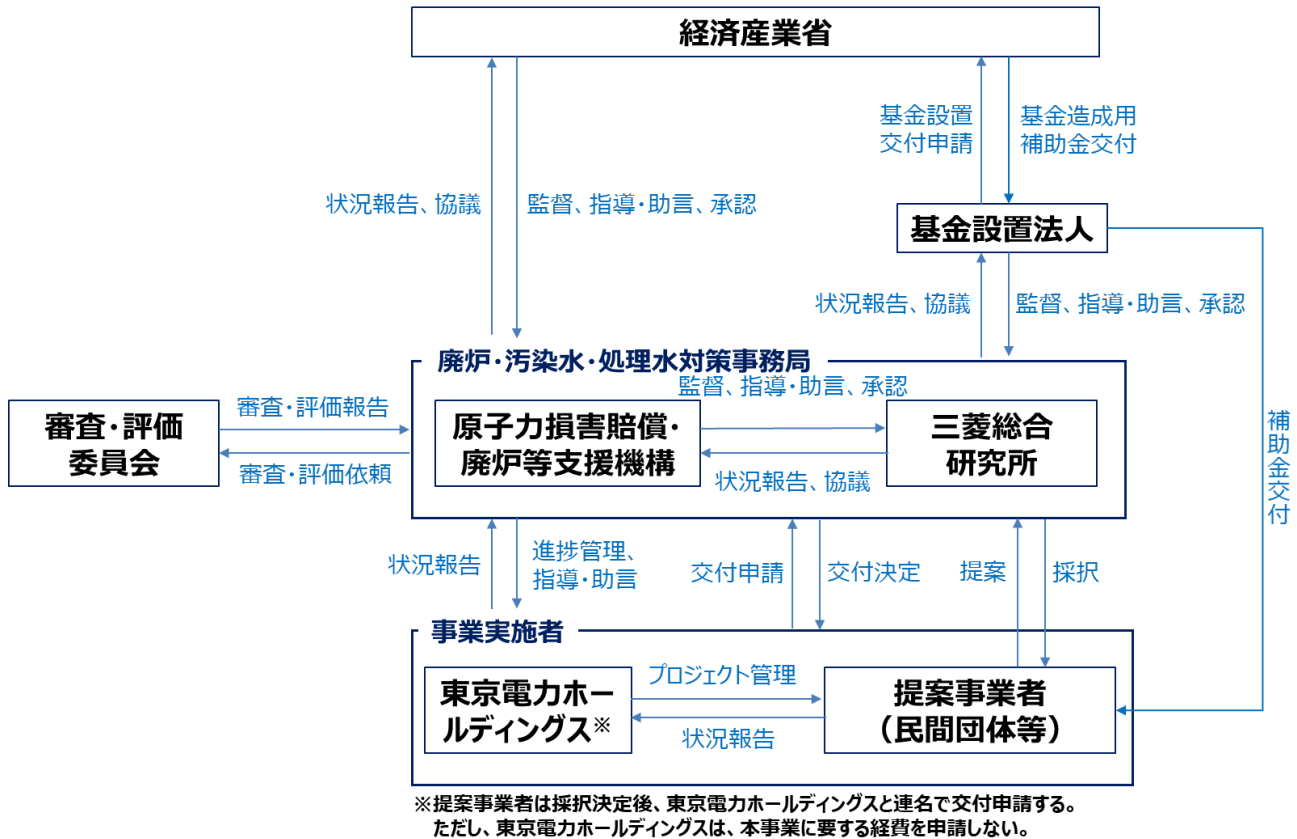 経済産業省
基金設置
交付申請
基金造成用
補助金交付
状況報告、協議
監督、指導・助言、承認
基金設置法人
状況報告、協議
監督、指導・助言、承認
廃炉・汚染水・処理水対策事務局
監督、指導・助言、承認
審査・評価報告
審査・評価
委員会
審査・評価依頼
原子力損害賠償・
廃炉等支援機構
三菱総合
研究所
状況報告、協議
補助金交付
状況報告
進捗管理、
指導・助言
交付申請
交付決定
提案
採択
事業実施者
東京電力ホー
ルディングス※
プロジェクト管理
状況報告
提案事業者
（民間団体等）
※提案事業者は採択決定後、東京電力ホールディングスと連名で交付申請する。
ただし、東京電力ホールディングスは、本事業に要する経費を申請しない。